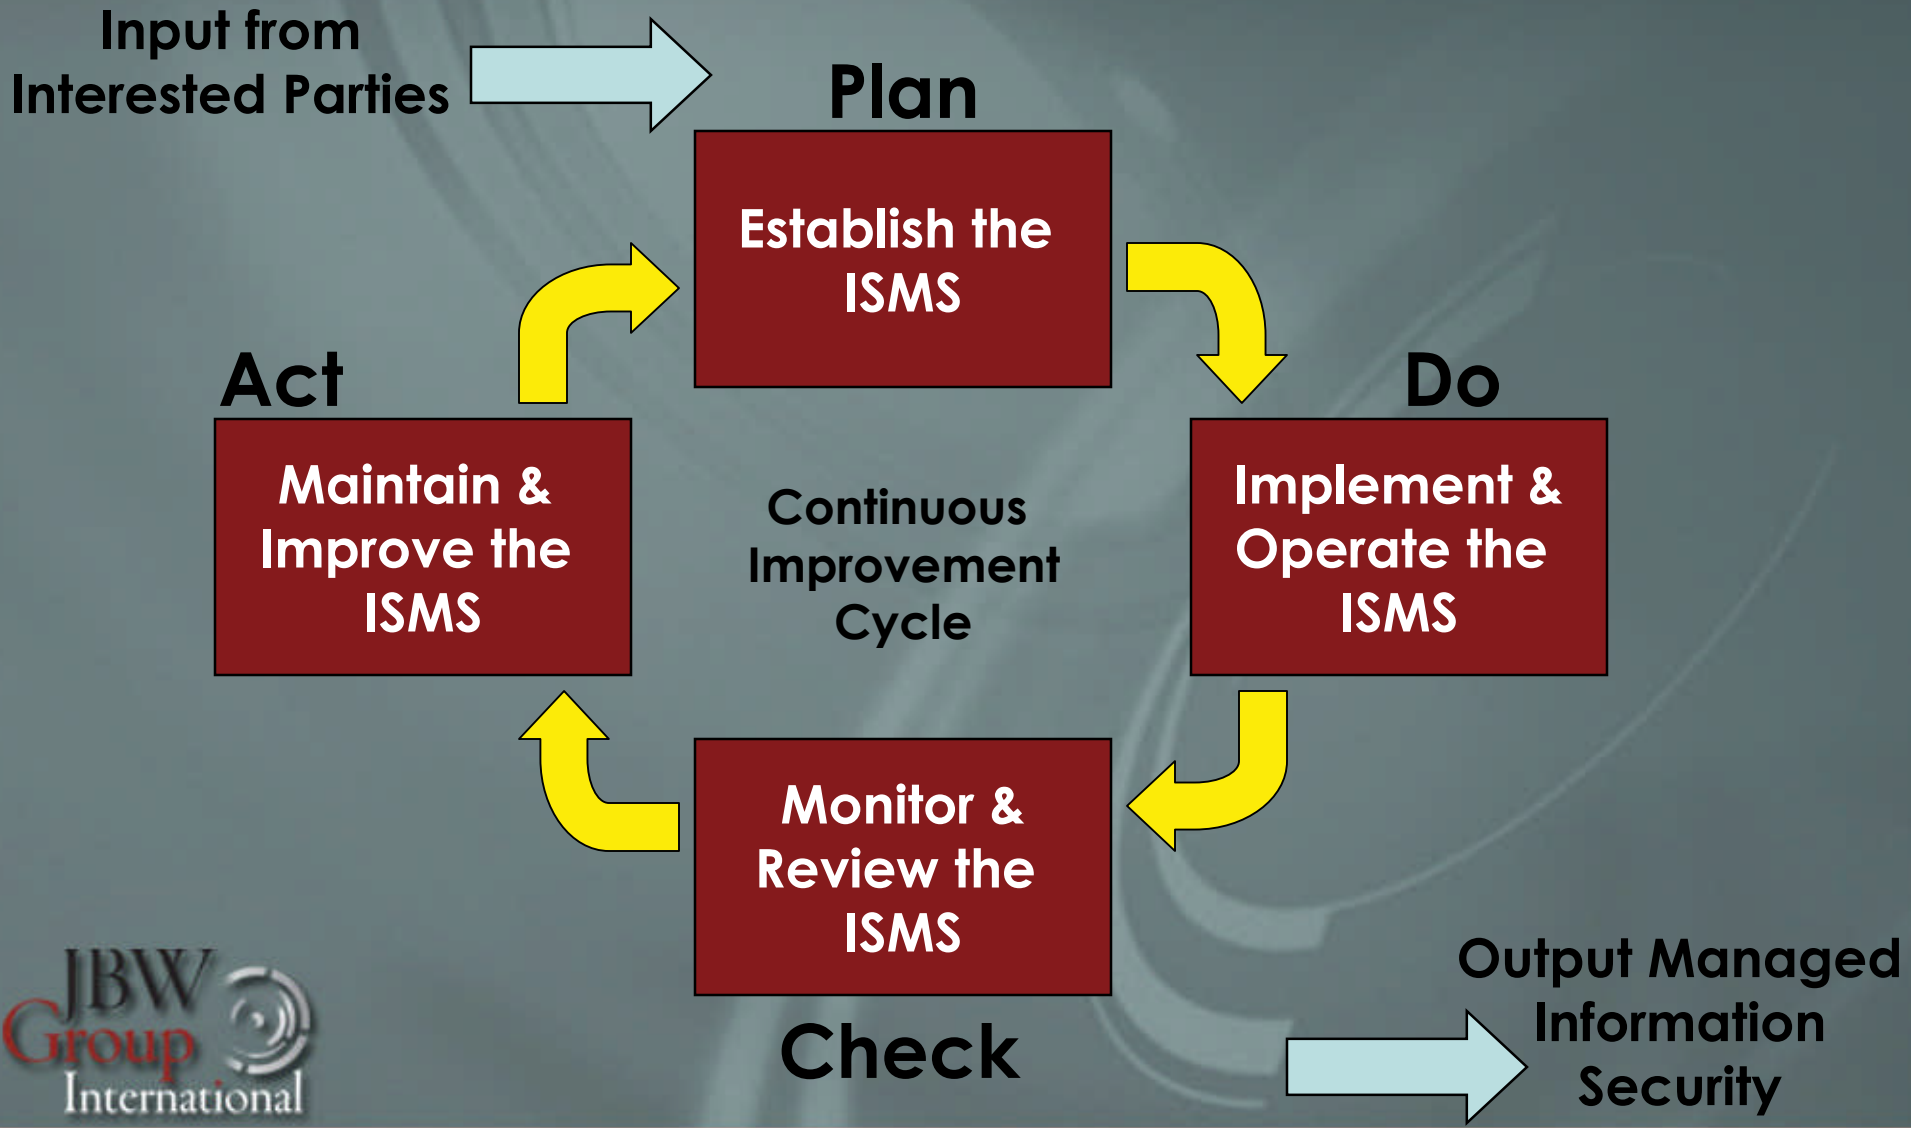 Input from
Interested Parties
Plan
Establish the
ISMS
Act
Do
Maintain &
Improve the
ISMS
Continuous
Improvement
Cycle
Implement &
Operate the
ISMS
Monitor &
Review the
ISMS
Check
Output Managed
Information
Security
JBW
Group
International